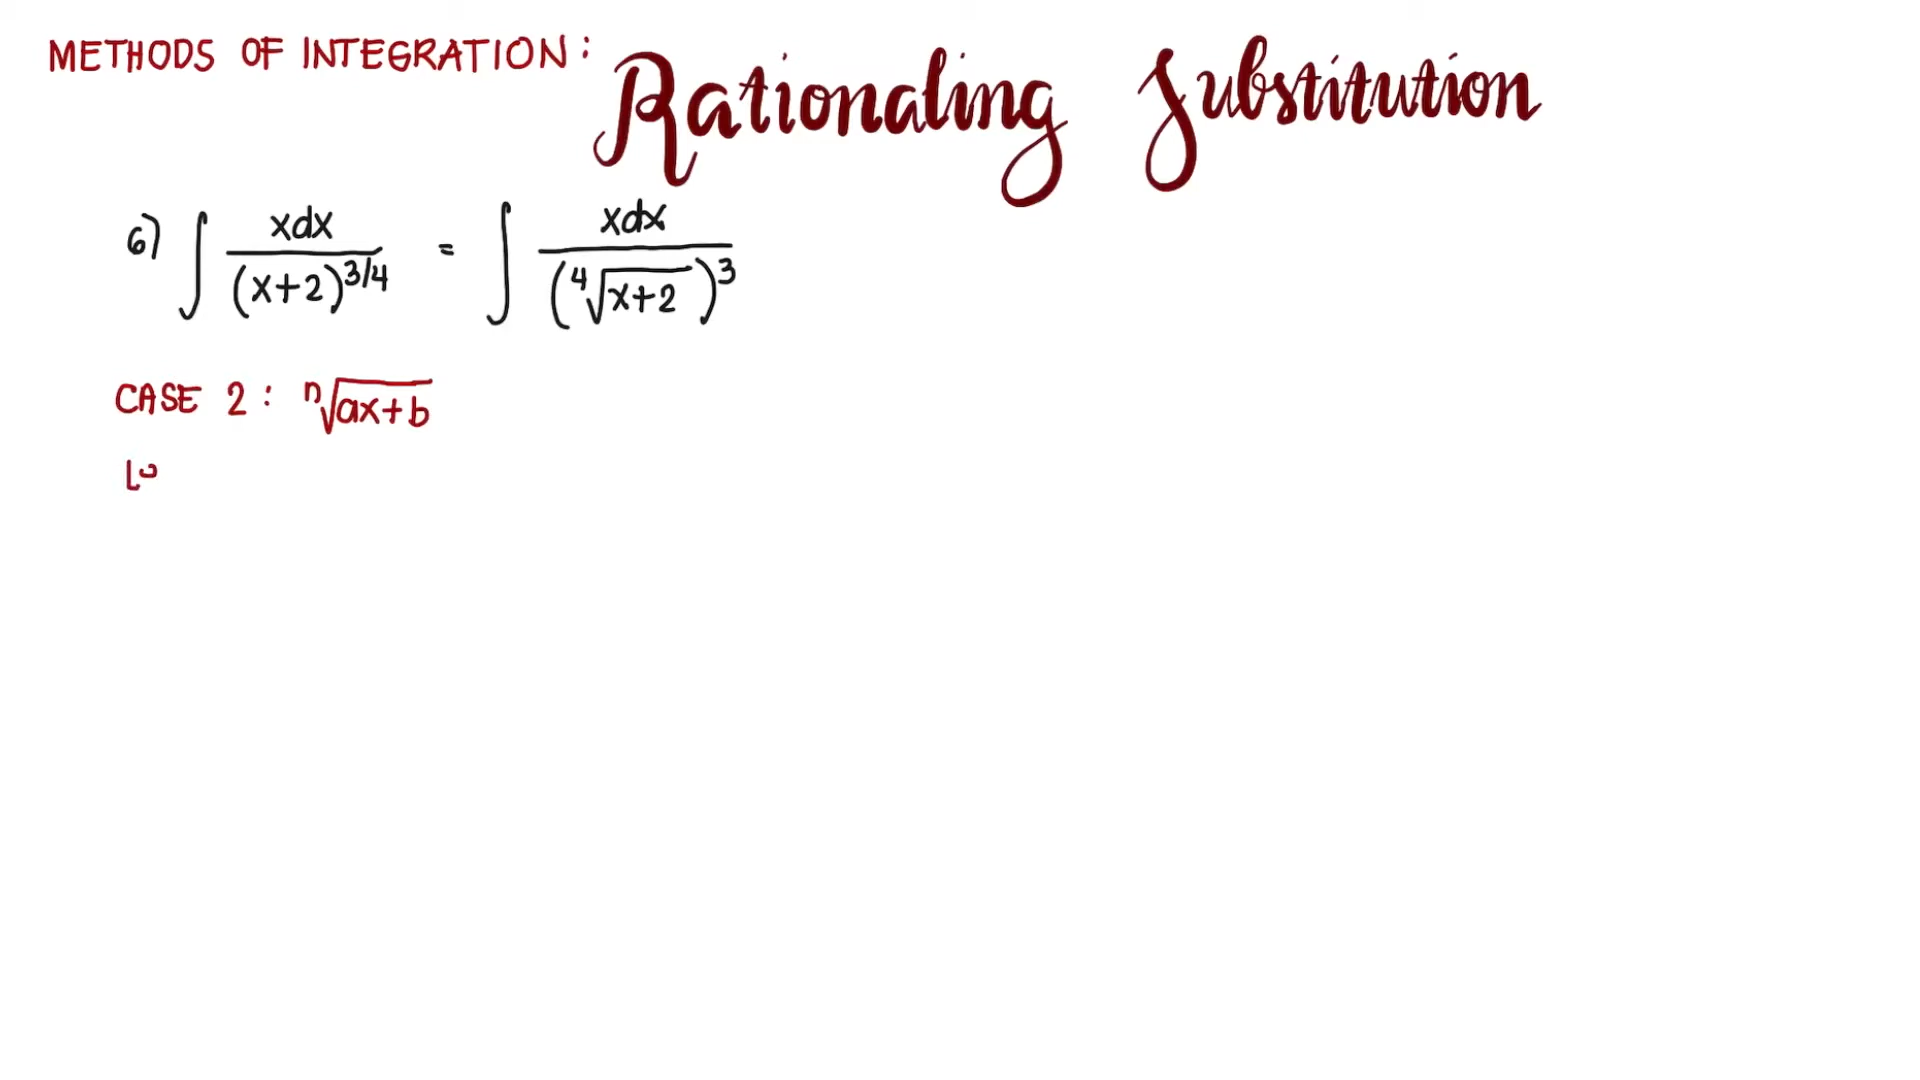 METHODS OF INTEGRATION: Rationaling Substitution
6) ∫ xdx / (x+2)^3/4 = ∫ xdx / (⁴√x+2)^3
CASE 2: ⁿ√ax+b